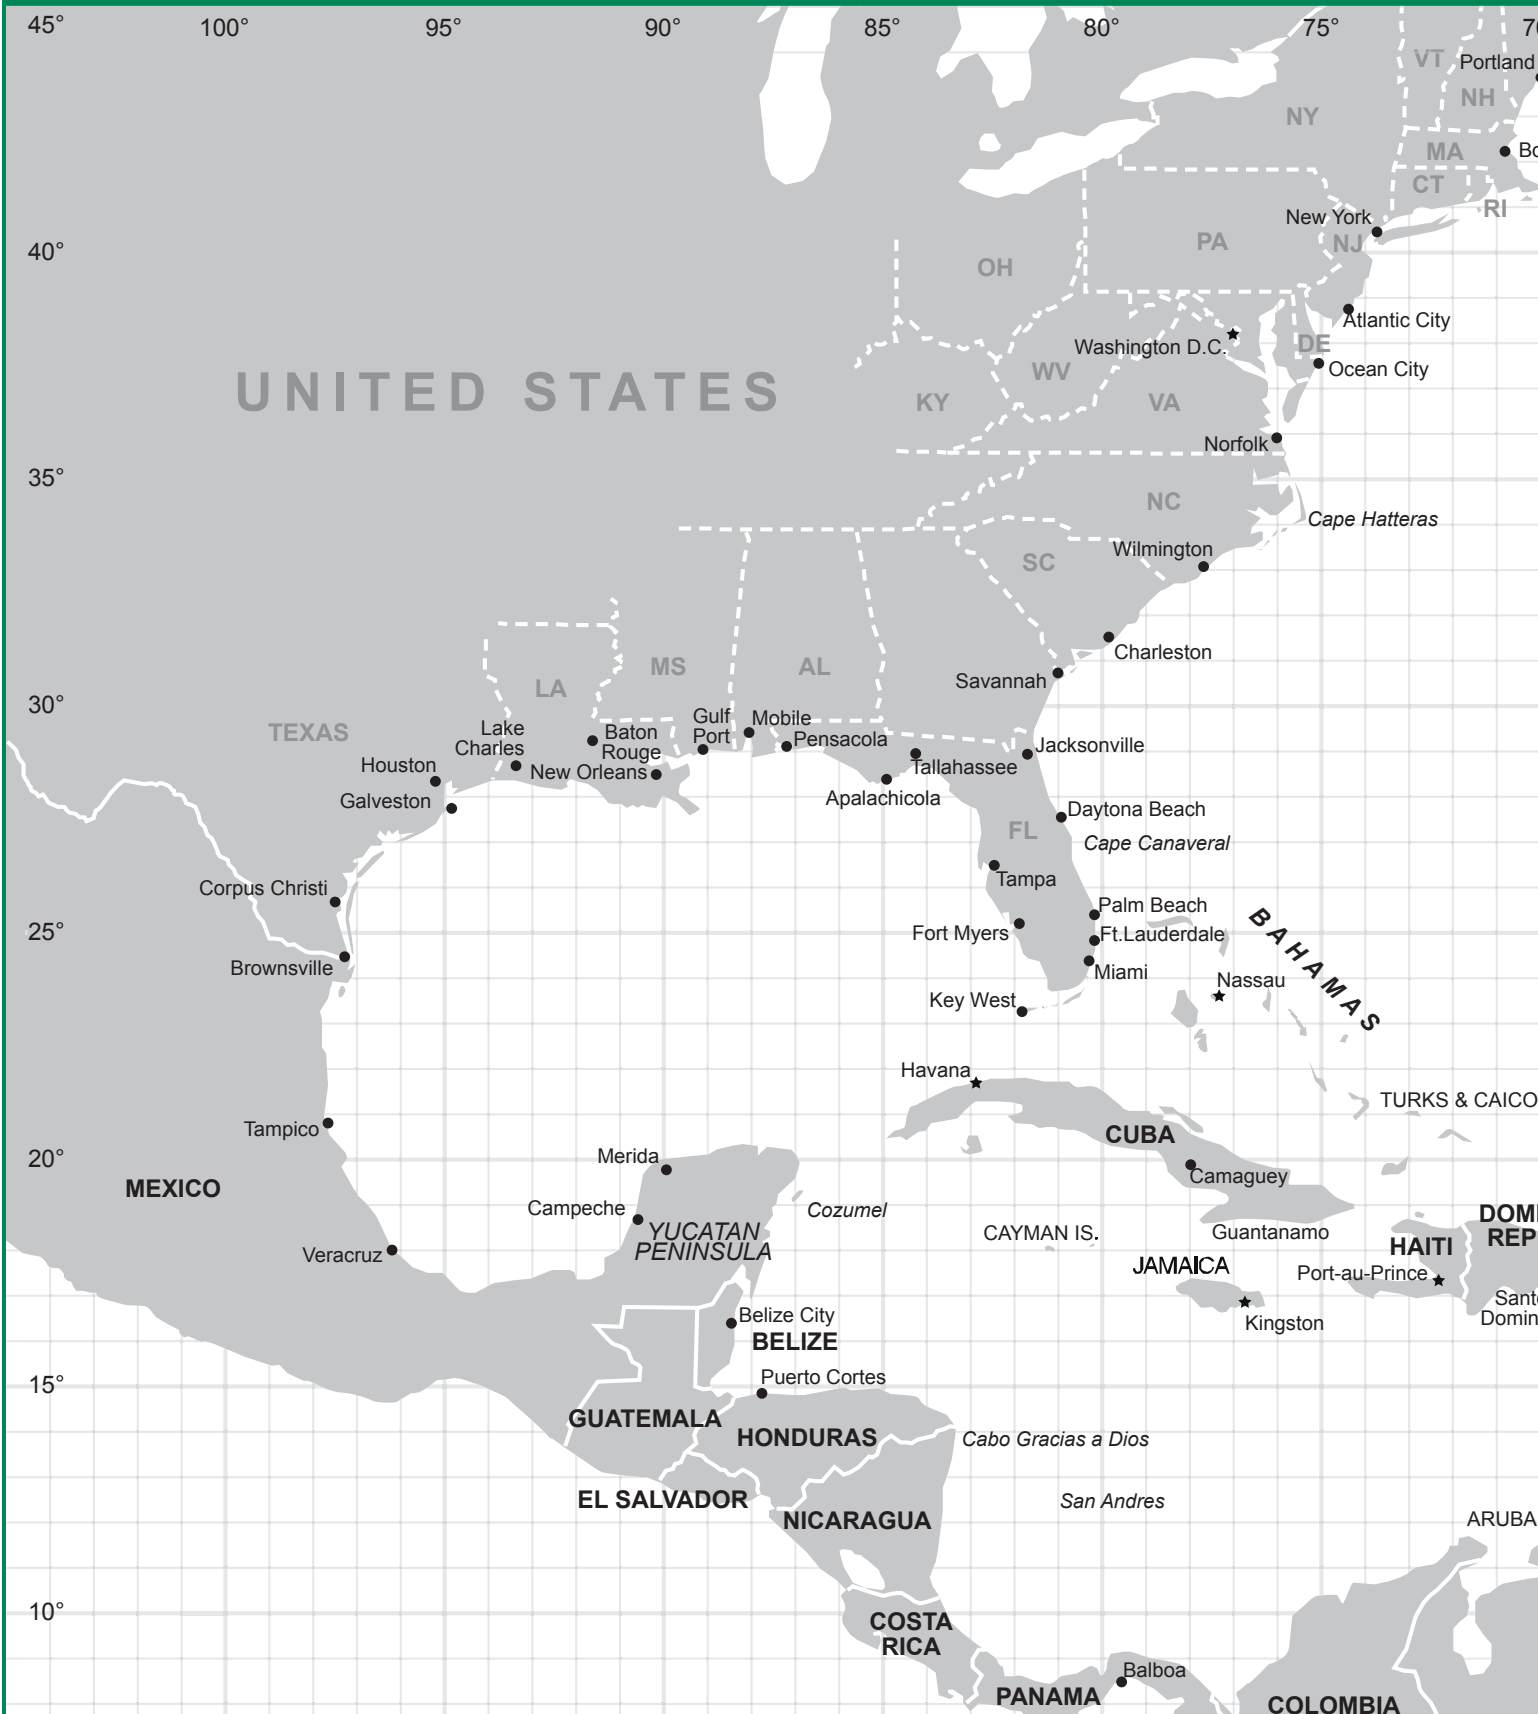 45°
100°
95°
90°
85°
80°
75°
VT
Portland
NH
NY
MA
CT
RI
New York
NJ
40°
PA
OH
Atlantic City
Washington D.C.
DE
Ocean City
WV
UNITED STATES
KY
VA
Norfolk
35°
NC
Cape Hatteras
Wilmington
SC
Charleston
MS
AL
Savannah
LA
30°
TEXAS
Lake
Charles
Baton
Rouge
Gulf
Port
Mobile
Pensacola
Jacksonville
Houston
New Orleans
Tallahassee
Galveston
Apalachicola
Daytona Beach
FL
Cape Canaveral
Tampa
Corpus Christi
Palm Beach
25°
Fort Myers
Ft.Lauderdale
BAHAMAS
Brownsville
Miami
Nassau
Key West
Havana
TURKS & CAICO
Tampico
CUBA
20°
Merida
Camaguey
MEXICO
Campeche
Cozumel
YUCATAN
PENINSULA
CAYMAN IS.
Guantanamo
DOMI
REP
HAITI
Veracruz
JAMAICA
Port-au-Prince
Sant
Domin
Belize City
Kingston
BELIZE
15°
Puerto Cortes
GUATEMALA
HONDURAS
Cabo Gracias a Dios
EL SALVADOR
San Andres
NICARAGUA
ARUBA
10°
COSTA
RICA
Balboa
PANAMA
COLOMBIA